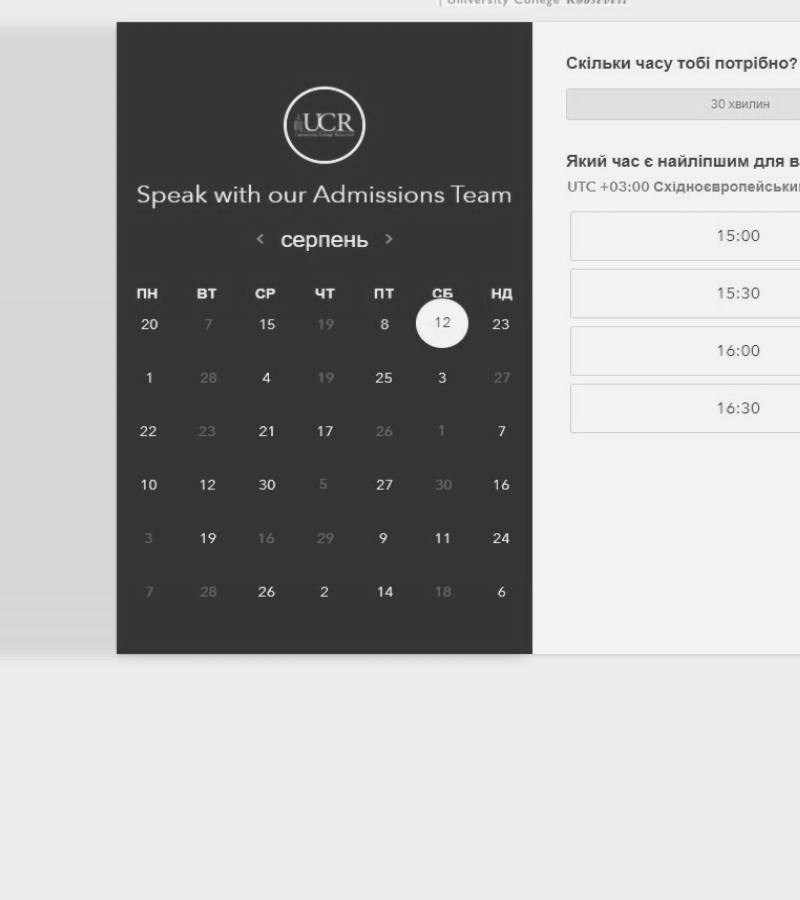 University College Roosevelt
UCR
Speak with our Admissions Team
< серпень >
ПН ВТ СР ЧТ ПТ СБ НД
20 7 15 19 8 12 23
1 28 4 19 25 3 27
22 23 21 17 26 1 7
10 12 30 5 27 30 16
3 19 16 29 9 11 24
7 28 26 2 14 18 6
Скільки часу тобі потрібно?
30 хвилин
Який час є найліпшим для в
UTC +03:00 Східноєвропейськи
15:00
15:30
16:00
16:30